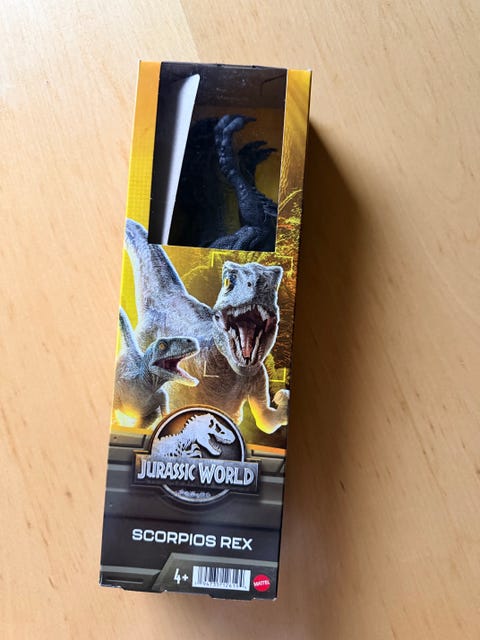 JURASSIC WORLD
SCORPIOS REX
4+
MATTEL